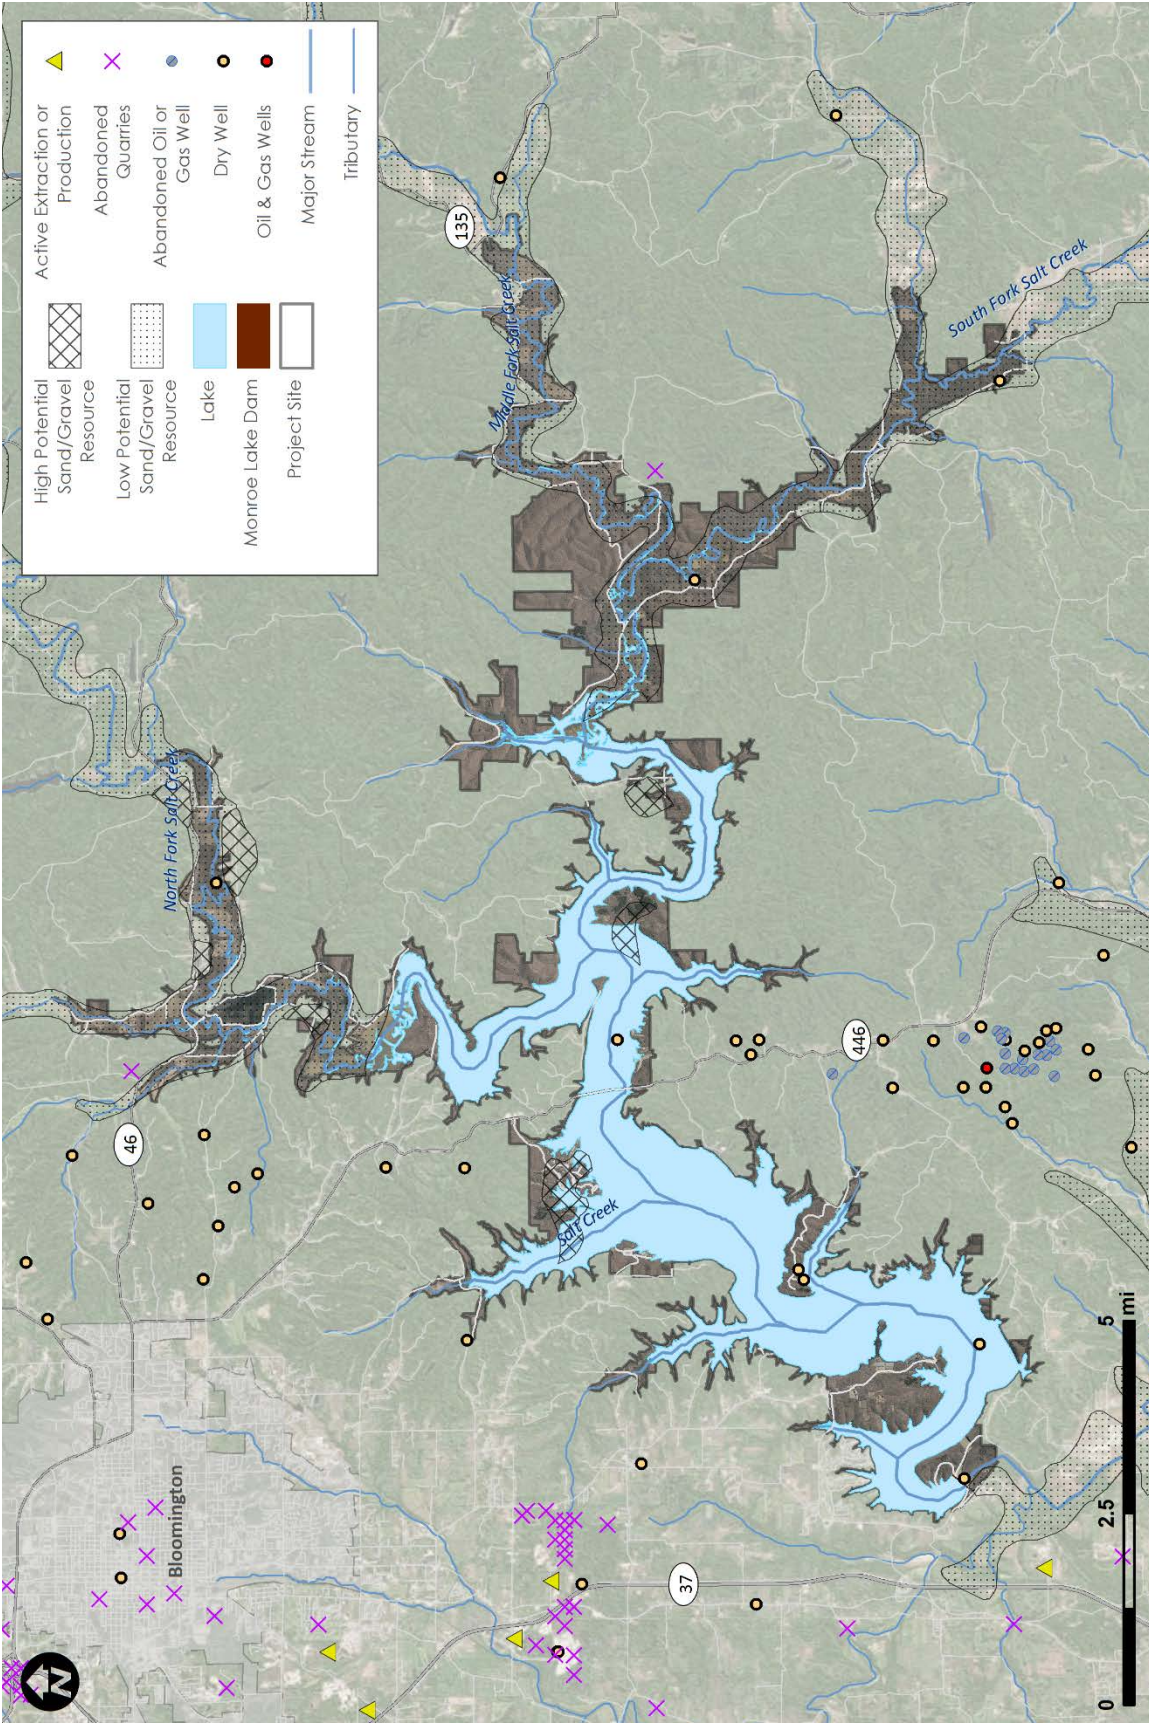 Active Extraction or
Production
Abandoned
Quarries
Abandoned Oil or
Gas Well
Dry Well
Oil & Gas Wells
Major Stream
Tributary
High Potential
Sand/Gravel
Resource
Low Potential
Sand/Gravel
Resource
Lake
Monroe Lake Dam
Project Site
135
Middle Fork Salt Creek
South Fork Salt Creek
North Fork Salt Creek
46
446
Salt Creek
Bloomington
37
N
0
2.5
5
mi